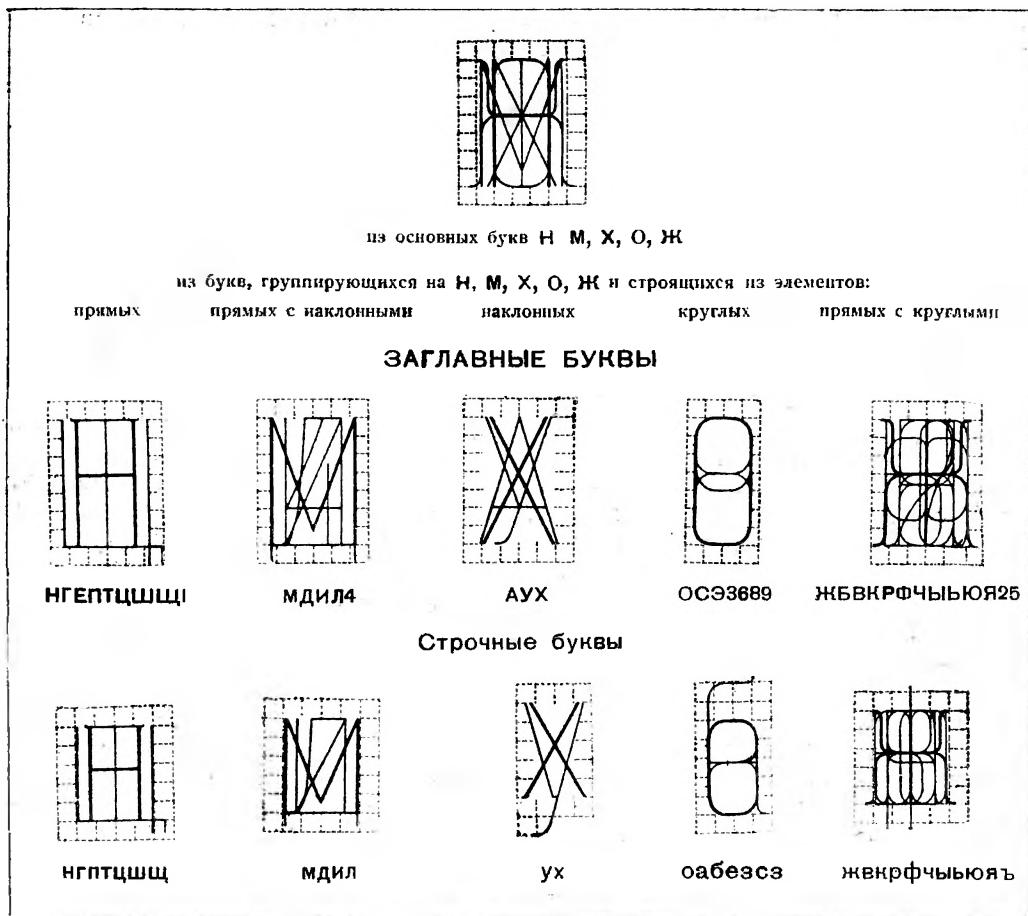 из основных букв Н М, Х, О, Ж
из букв, группирующихся на Н, М, Х, О, Ж и строящихся из элементов:
прямых прямых с наклонными наклонных круглых прямых с круглыми
ЗАГЛАВНЫЕ БУКВЫ
НГЕПТЦШЩI МДИЛ4 АУХ ОСЭ3689 ЖБВКРФЧЫЬЮЯ25
Строчные буквы
нгптцшщ мдил ух оабезсз жвкрфчыьюяъ